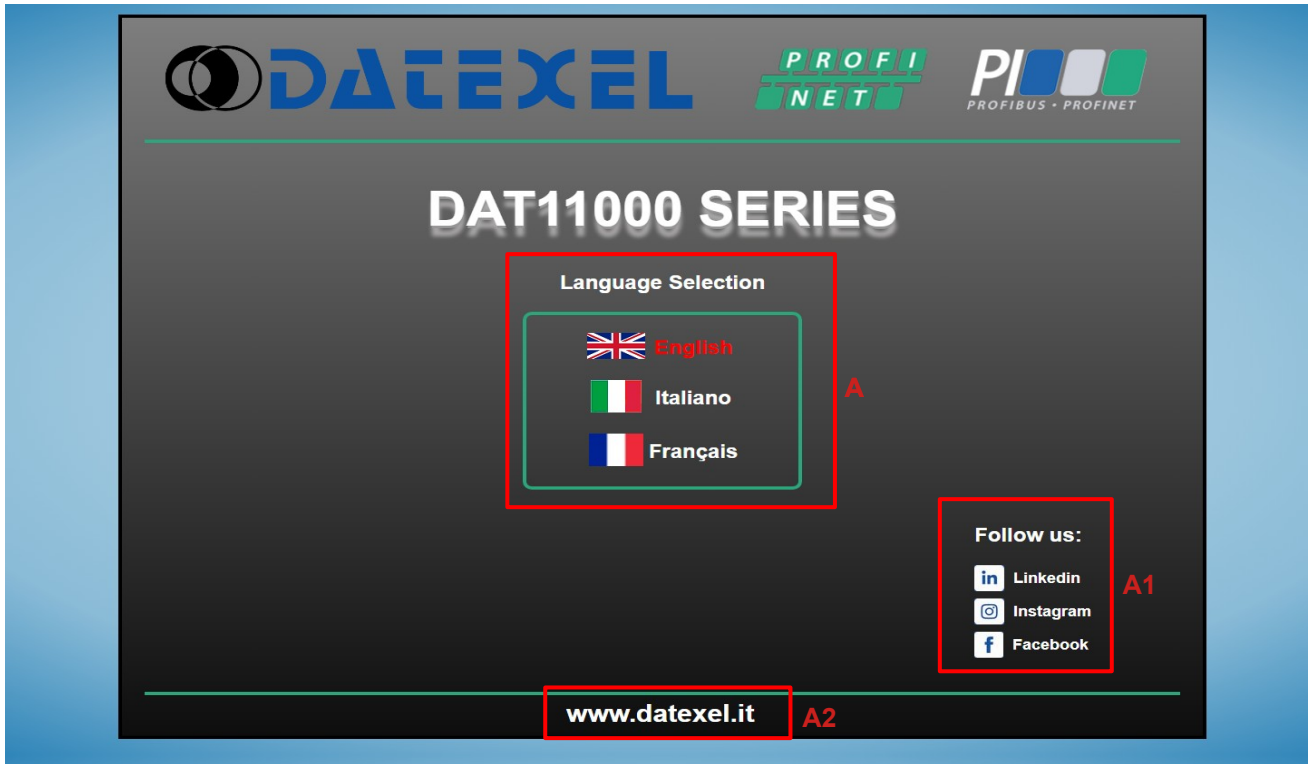 DATEXEL
PROFI
NET
PI
PROFIBUS • PROFINET
DAT11000 SERIES
Language Selection
English
Italiano
A
Français
Follow us:
in Linkedin
A1
Instagram
f Facebook
www.datexel.it
A2